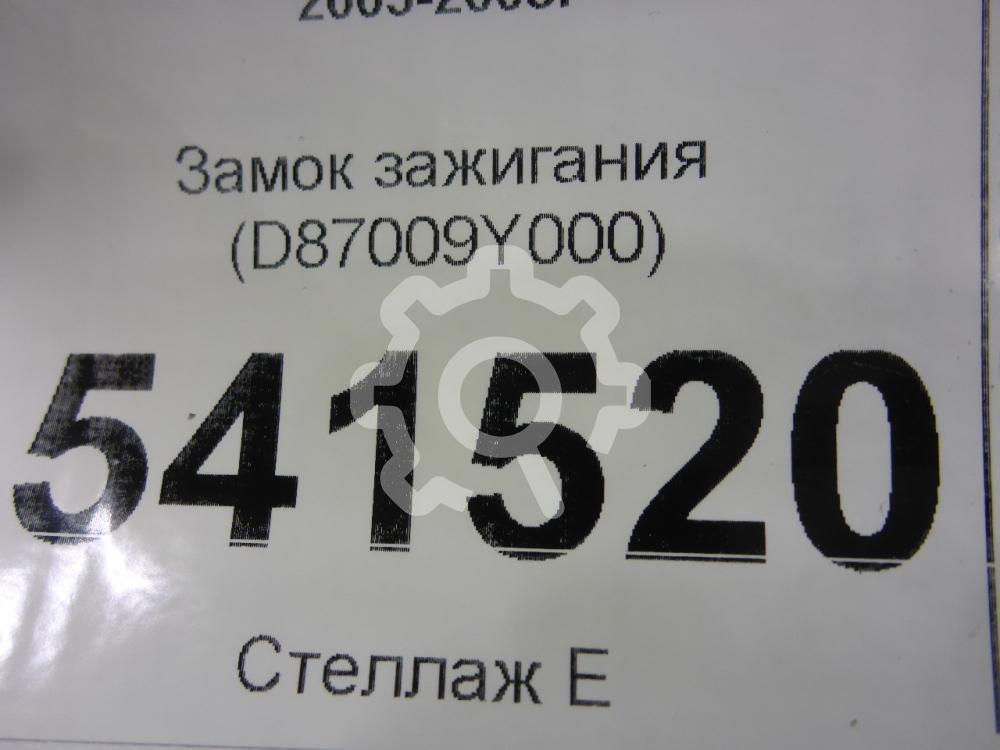 Замок зажигания
(D87009Y000)
541520
Стеллаж Е